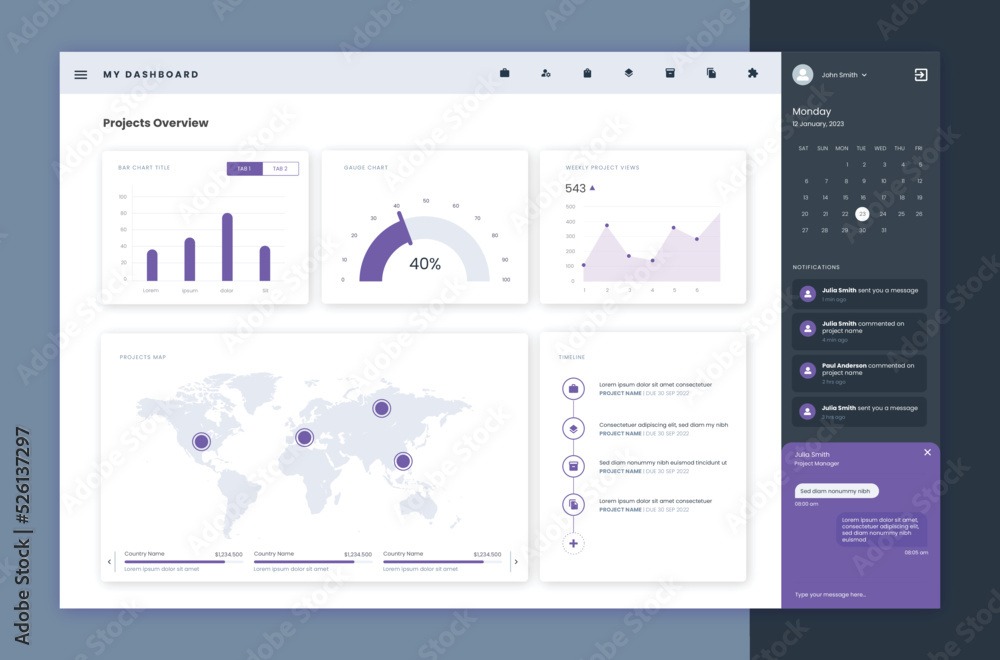 MY DASHBOARD
John Smith
Projects Overview
Monday
12 January, 2023
BAR CHART TITLE
TAB 1
TAB 2
100
80
60
40
20
0
Lorem
ipsum
dolor
sit
GAUGE CHART
0
10
20
30
40
50
60
70
80
90
100
40%
WEEKLY PROJECT VIEWS
543
500
400
300
200
100
0
1 2 3 4 5 6
SAT SUN MON TUE WED THU FRI
1 2 3 4 5
6 7 8 9 10 11 12
13 14 15 16 17 18 19
20 21 22 23 24 25 26
27 28 29 30 31
NOTIFICATIONS
Julia Smith sent you a message
1 min ago
Julia Smith commented on
project name
4 min ago
Paul Anderson commented on
project name
2 hrs ago
Julia Smith sent you a message
2 hrs ago
PROJECTS MAP
Country Name $1,234.500
Lorem ipsum dolor sit amet
Country Name $1,234.500
Lorem ipsum dolor sit amet
Country Name $1,234.500
Lorem ipsum dolor sit amet
TIMELINE
Lorem ipsum dolor sit amet consectetuer
PROJECT NAME | DUE 30 SEP 2022
Consectetuer adipiscing elit, sed diam my nibh
PROJECT NAME | DUE 30 SEP 2022
Sed diam nonummy nibh euismod tincidunt ut
PROJECT NAME | DUE 30 SEP 2022
Lorem ipsum dolor sit amet consectetuer
PROJECT NAME | DUE 30 SEP 2022
Julia Smith
Project Manager
Sed diam nonummy nibh
08:00 am
Lorem ipsum dolor sit amet,
consectetur adipiscing elit,
sed diam nonummy nibh
euismod
08:05 am
Type your message here..
Adobe Stock | #526137297